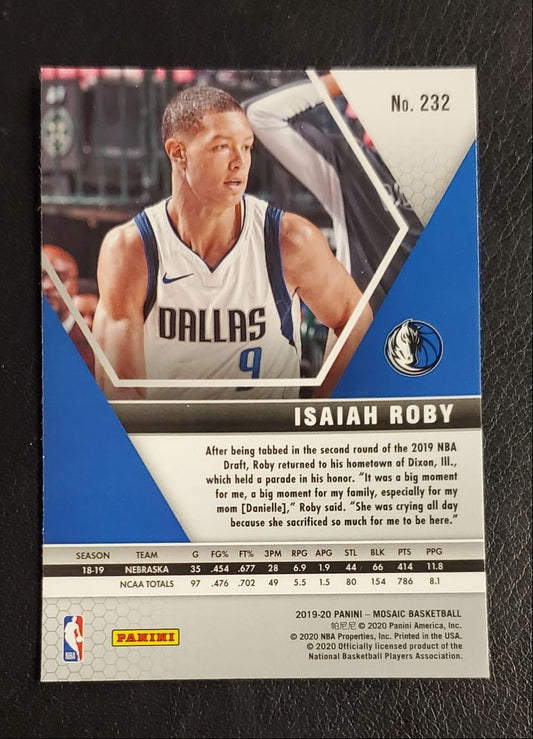 No. 232
DALLAS
9
ISAIAH ROBY
After being tabbed in the second round of the 2019 NBA
Draft, Roby returned to his hometown of Dixon, Ill.,
which held a parade in his honor. “It was a big moment
for me, a big moment for my family, especially for my
mom [Danielle],” Roby said. “She was crying all day
because she sacrificed so much for me to be here.”
SEASON TEAM G FG% FT% 3PM RPG APG STL BLK PTS PPG
18-19 NEBRASKA 35 .454 .677 28 6.9 1.9 44 66 414 11.8
NCAA TOTALS 97 .476 .702 49 5.5 1.5 80 154 786 8.1
2019-20 PANINI – MOSAIC BASKETBALL
帕尼尼 © 2020 Panini America, Inc.
© 2020 NBA Properties, Inc. Printed in the USA.
© 2020 Officially licensed product of the
National Basketball Players Association.
NBA
PANINI